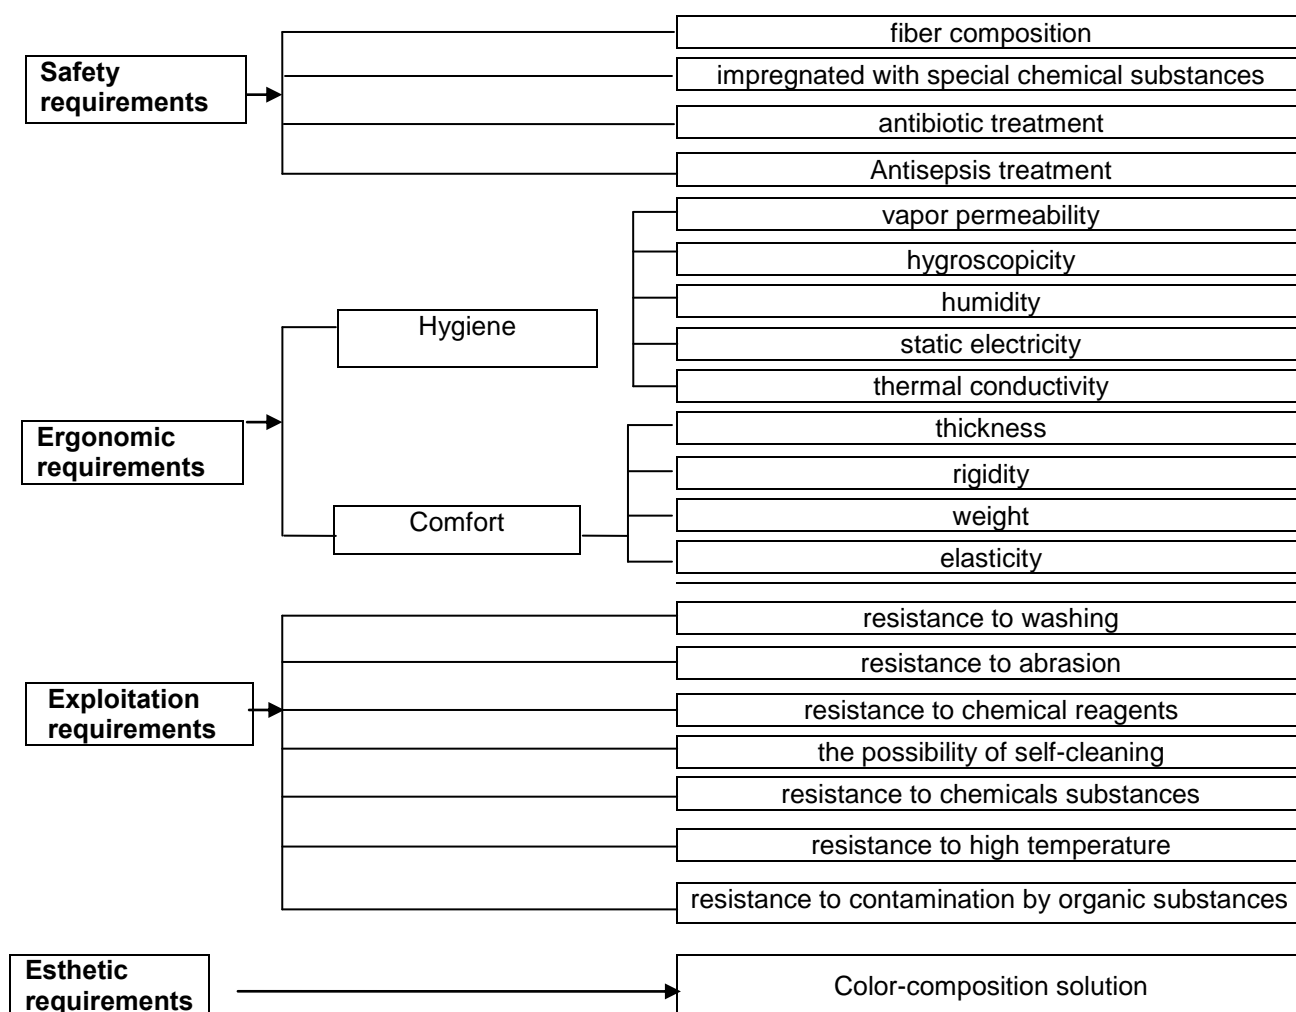 Safety
requirements
fiber composition
impregnated with special chemical substances
antibiotic treatment
Antisepsis treatment
Ergonomic
requirements
Hygiene
vapor permeability
hygroscopicity
humidity
static electricity
thermal conductivity
Comfort
thickness
rigidity
weight
elasticity
Exploitation
requirements
resistance to washing
resistance to abrasion
resistance to chemical reagents
the possibility of self-cleaning
resistance to chemicals substances
resistance to high temperature
resistance to contamination by organic substances
Esthetic
requirements
Color-composition solution